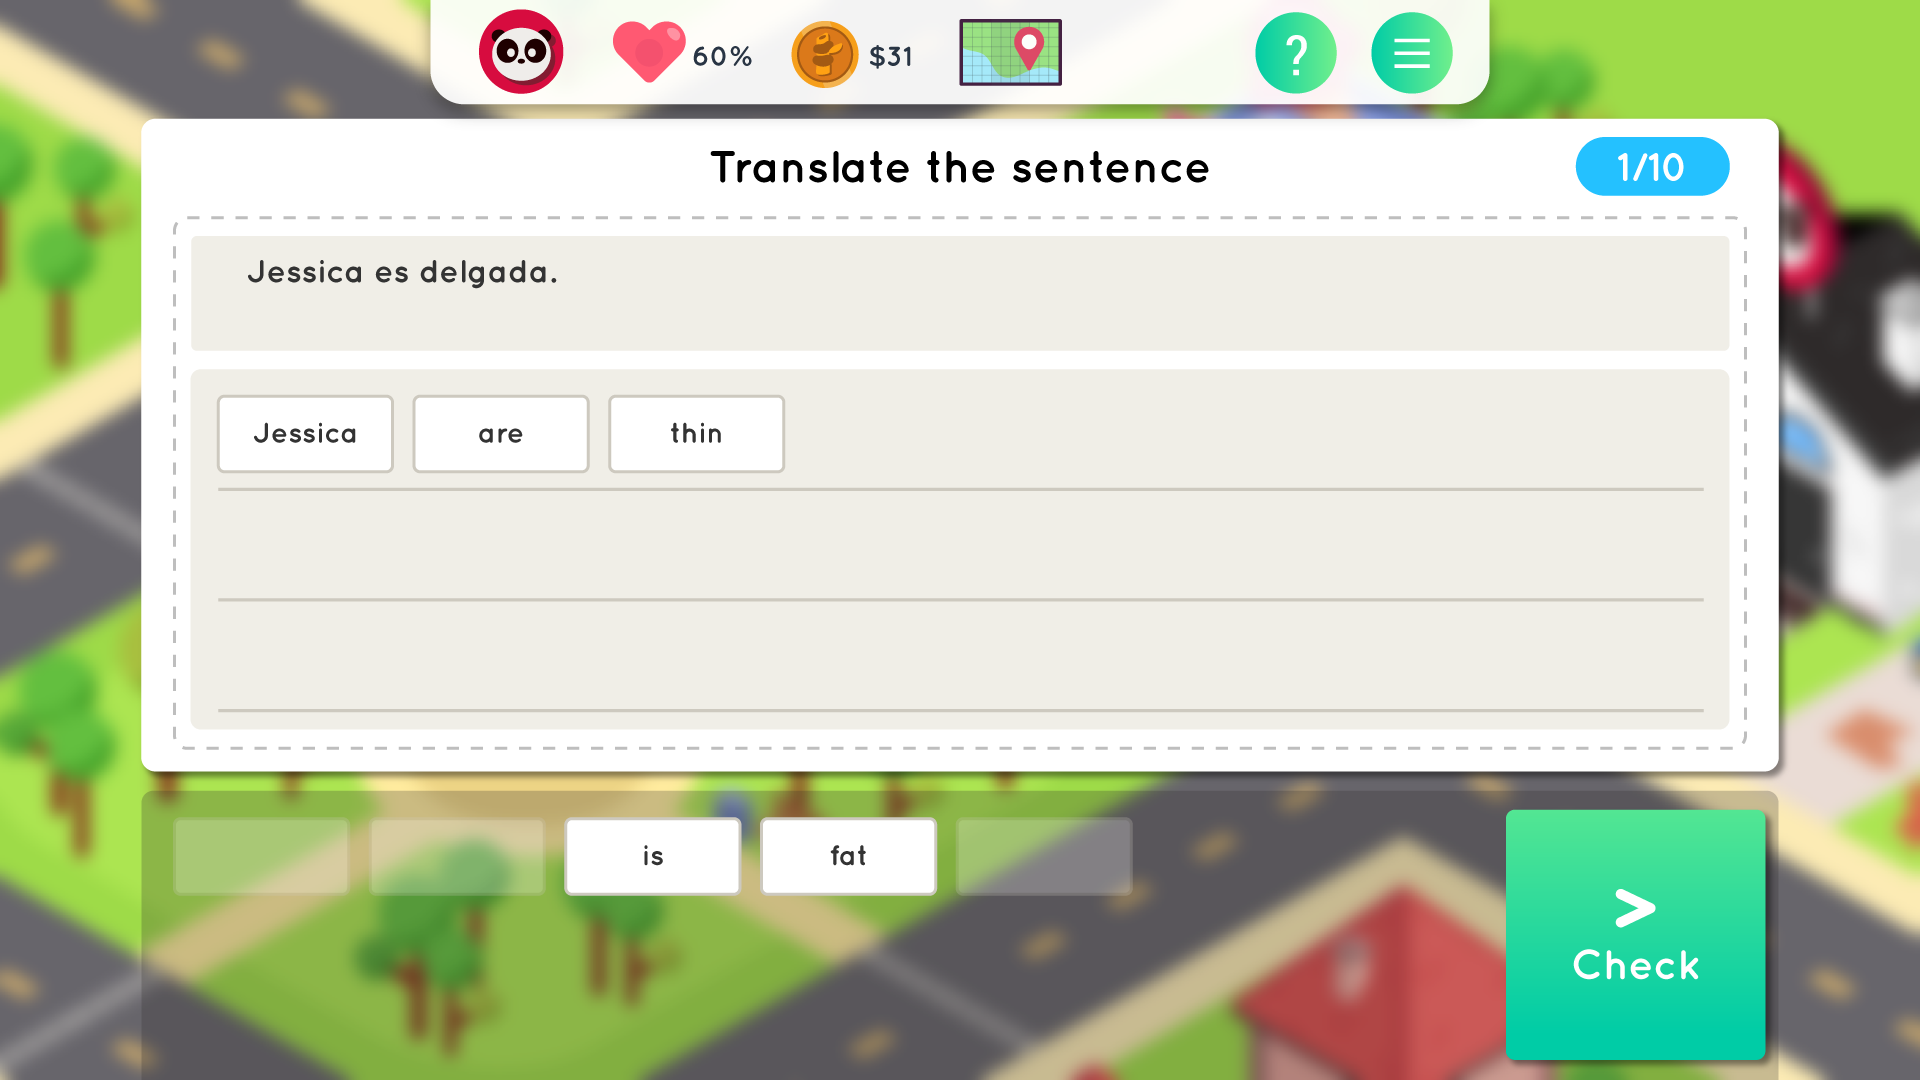 60% $31 ?
Translate the sentence 1/10
Jessica es delgada.
Jessica are thin
is fat
>
Check